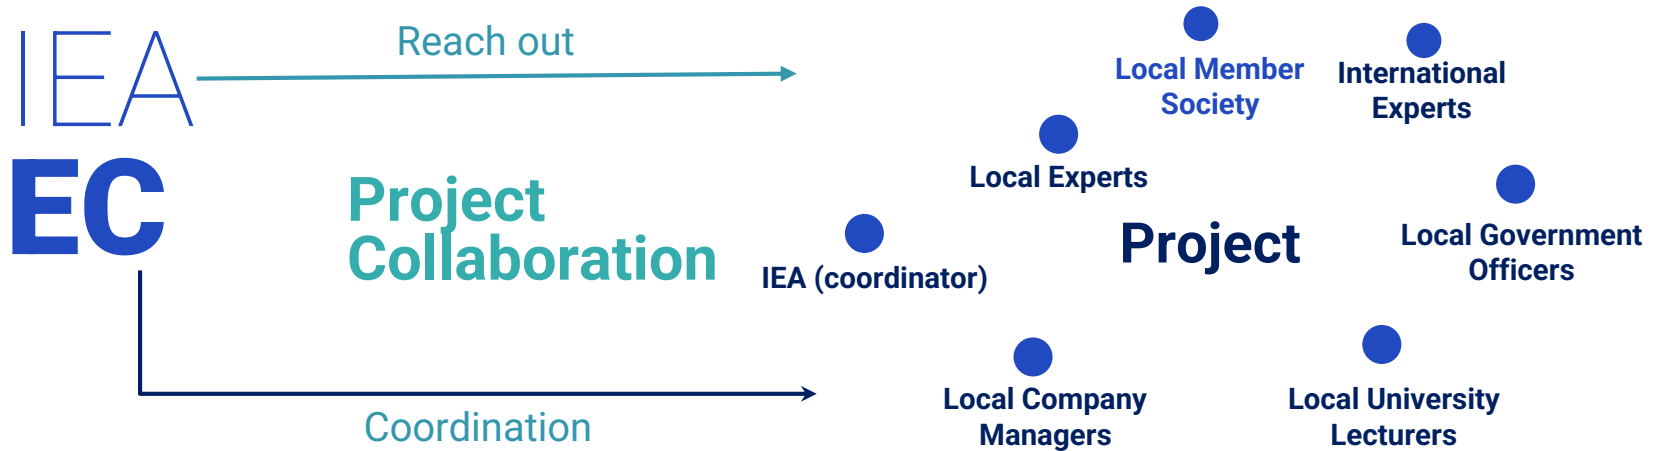 IEA
EC
Reach out
Project
Collaboration
Coordination
Local Member
Society
International
Experts
Local Experts
Project
Local Government
Officers
IEA (coordinator)
Local Company
Managers
Local University
Lecturers